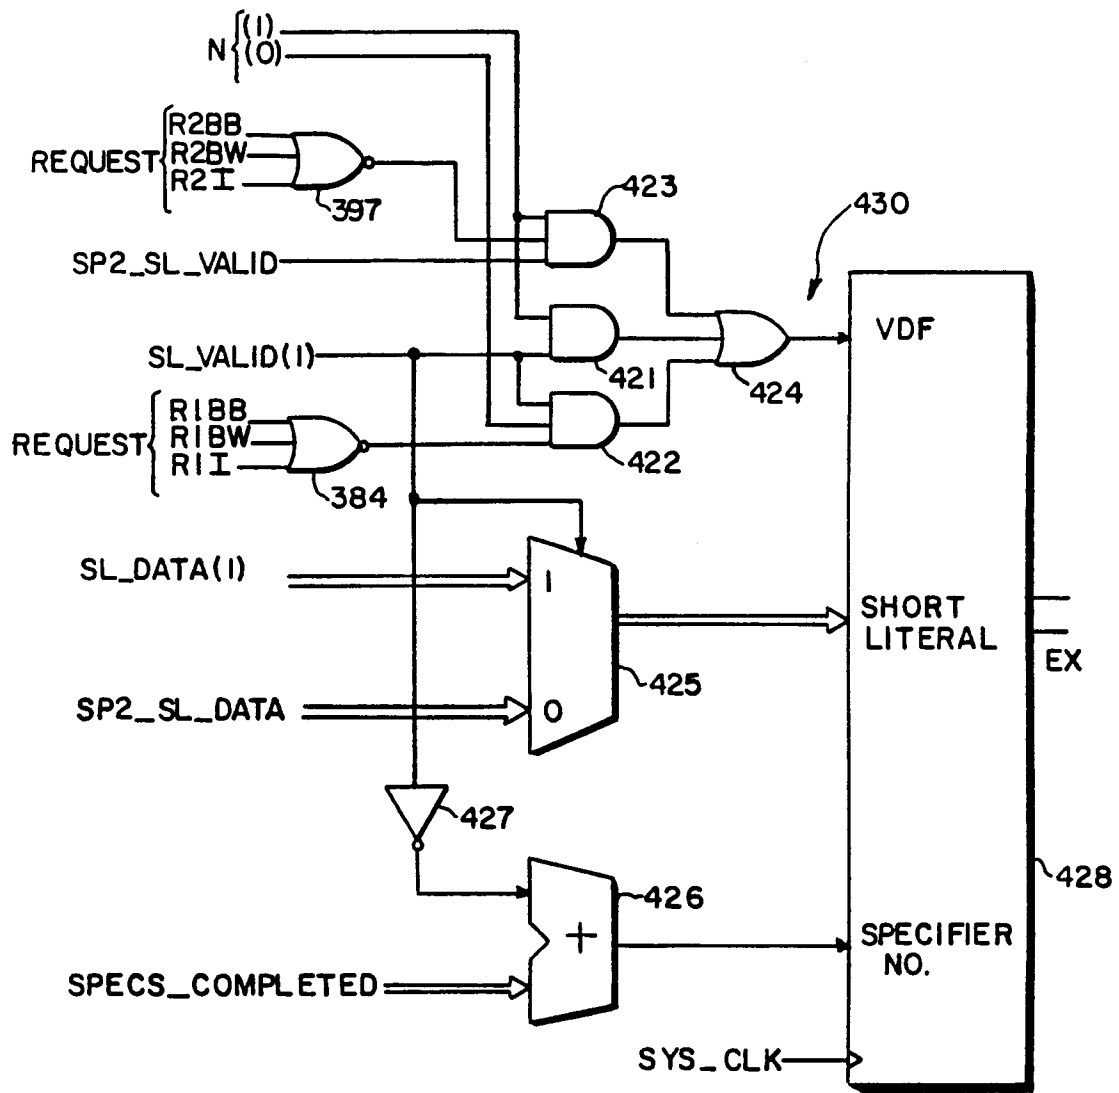 N { (1)
(0)
REQUEST { R2BB
R2BW
R2I
397
423
430
SP2_SL_VALID
VDF
SL_VALID(1)
421
424
REQUEST { R1BB
R1BW
R1I
422
384
SL_DATA(1)
1
SHORT
LITERAL
EX
425
SP2_SL_DATA
0
427
426
428
+
SPECIFIER
NO.
SPECS_COMPLETED
SYS_CLK